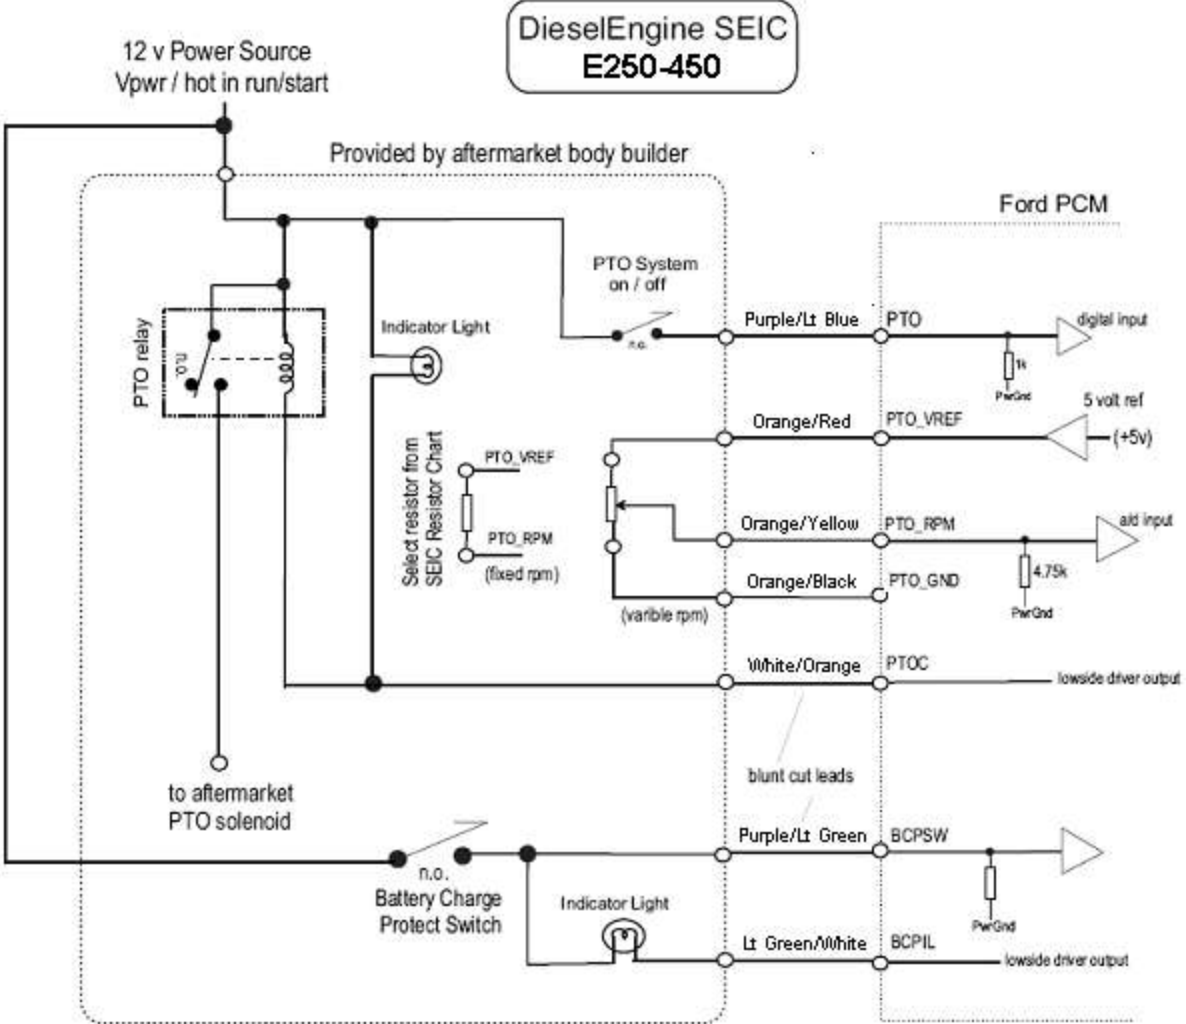 DieselEngine SEIC
E250-450
12 v Power Source
Vpwr / hot in run/start
Provided by aftermarket body builder
Ford PCM
PTO System
on / off
n.o.
Purple/Lt Blue
PTO
digital input
1k
PwrGnd
Indicator Light
PTO relay
n.o.
5 volt ref
(+5v)
Orange/Red
PTO_VREF
Select resistor from
SEIC Resistor Chart
PTO_VREF
PTO_RPM
(fixed rpm)
Orange/Yellow
PTO_RPM
a/d input
4.75k
PwrGnd
Orange/Black
PTO_GND
(varible rpm)
White/Orange
PTOC
lowside driver output
blunt cut leads
to aftermarket
PTO solenoid
n.o.
Battery Charge
Protect Switch
Purple/Lt Green
BCPSW
PwrGnd
Indicator Light
Lt Green/White
BCPIL
lowside driver output